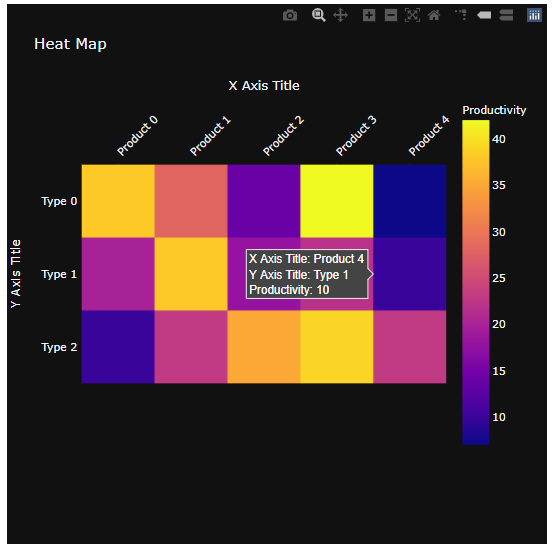 Heat Map
X Axis Title
Product 0
Product 1
Product 2
Product 3
Product 4
Productivity
Y Axis Title
Type 0
Type 1
Type 2
X Axis Title: Product 4
Y Axis Title: Type 1
Productivity: 10
40
35
30
25
20
15
10